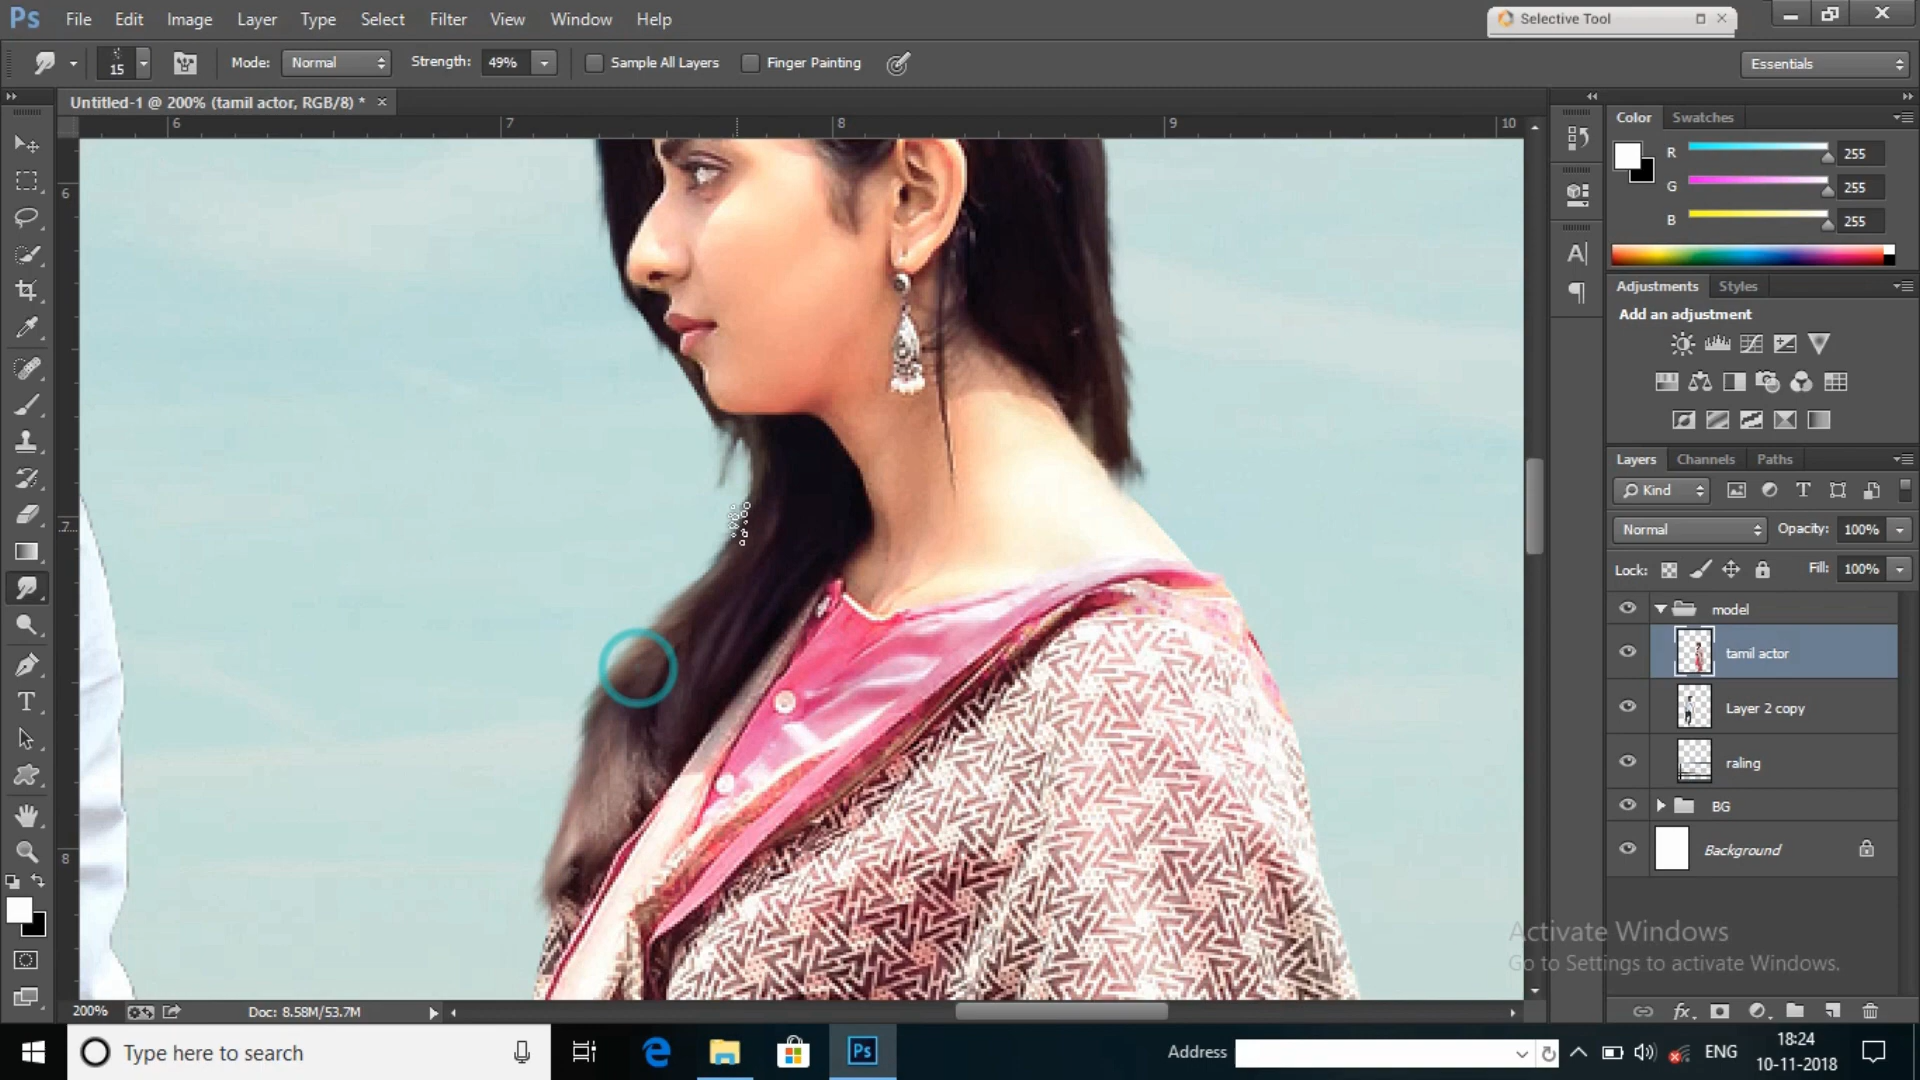 Ps File Edit Image Layer Type Select Filter View Window Help
Selective Tool
15 Mode: Normal Strength: 49% Sample All Layers Finger Painting Essentials
Untitled-1 @ 200% (tamil actor, RGB/8) *
6 7 8 9 10
6
7
8
Color Swatches
R 255
G 255
B 255
Adjustments Styles
Add an adjustment
Layers Channels Paths
Kind
Normal Opacity: 100%
Lock: Fill: 100%
model
tamil actor
Layer 2 copy
raling
BG
Background
Activate Windows
Go to Settings to activate Windows.
200% Doc: 8.58M/53.7M
Type here to search
Ps
Address
ENG
18:24
10-11-2018